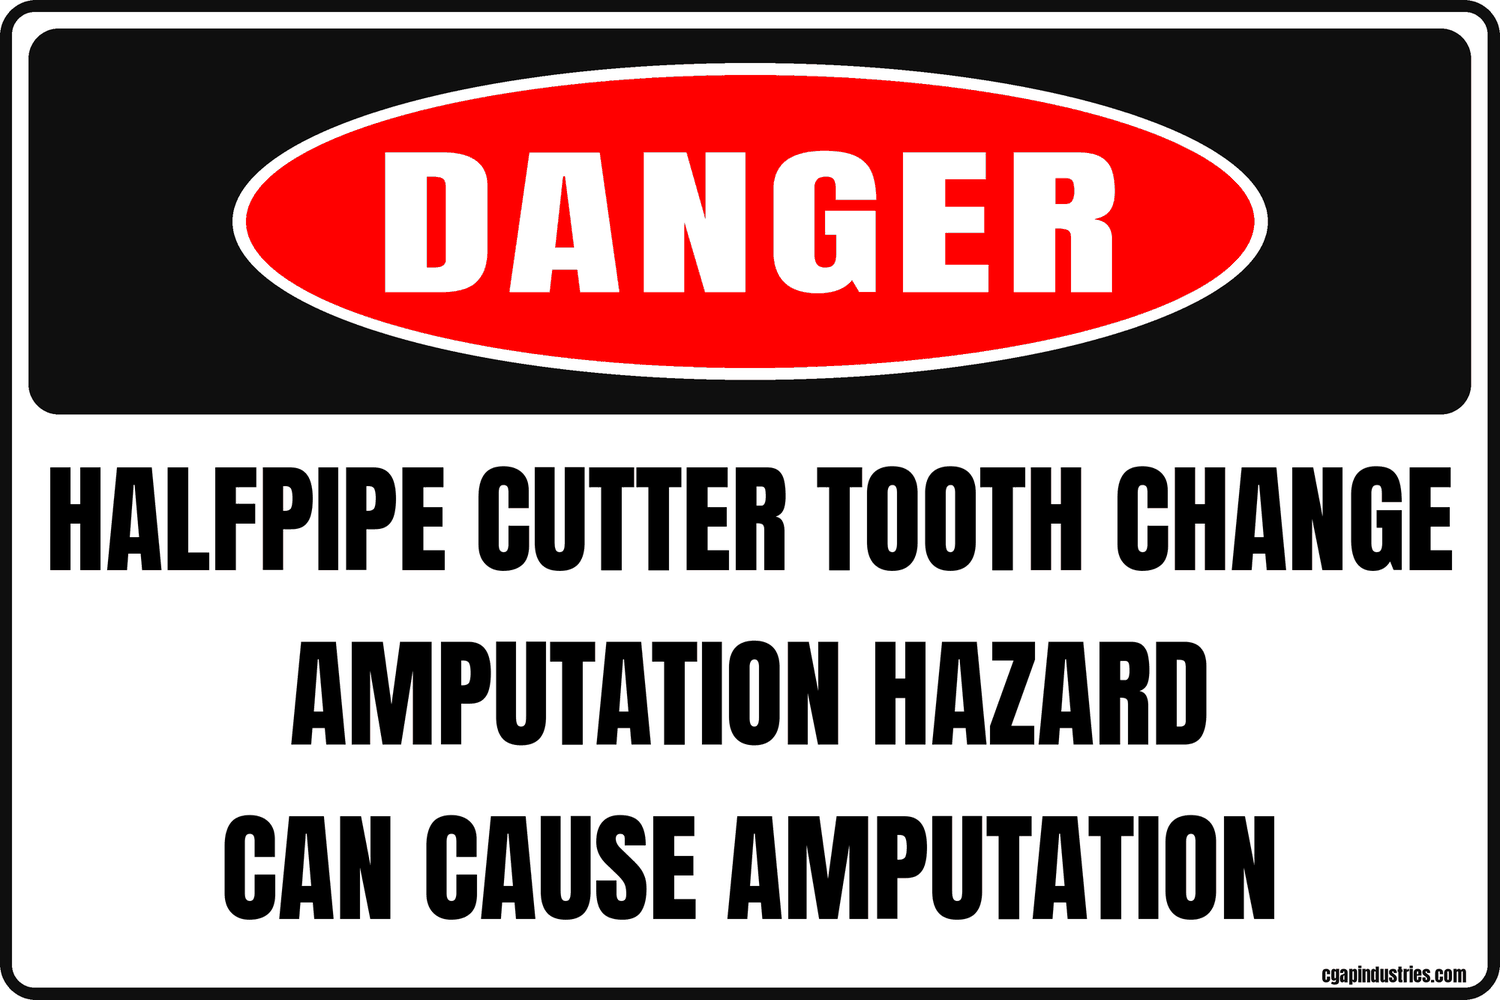 DANGER
HALFPIPE CUTTER TOOTH CHANGE
AMPUTATION HAZARD
CAN CAUSE AMPUTATION
cgapindustries.com